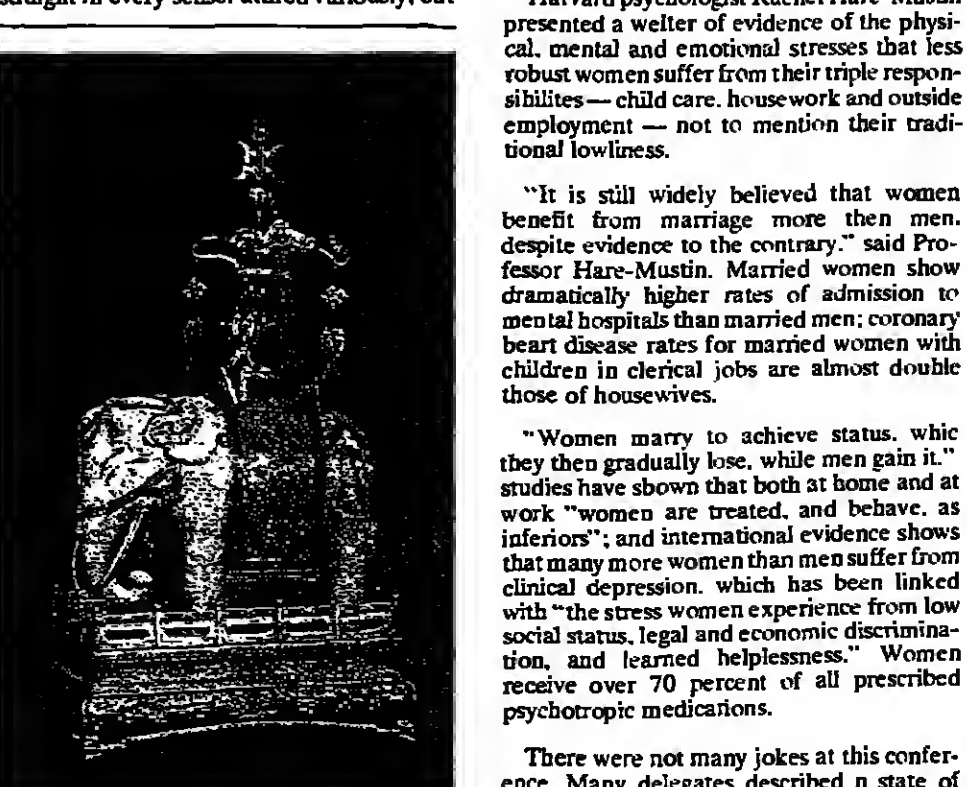 straight in every sense. attired variously, but
Harvard psychologist Rachel Hare-Mustin
presented a welter of evidence of the physi-
cal. mental and emotional stresses that less
robust women suffer from their triple respon-
sibilites — child care. housework and outside
employment — not to mention their tradi-
tional lowliness.
"It is still widely believed that women
benefit from marriage more then men.
despite evidence to the contrary." said Pro-
fessor Hare-Mustin. Married women show
dramatically higher rates of admission to
mental hospitals than married men; coronary
heart disease rates for married women with
children in clerical jobs are almost double
those of housewives.
"Women marry to achieve status. whic
they then gradually lose, while men gain it."
studies have shown that both at home and at
work "women are treated, and behave. as
inferiors"; and international evidence shows
that many more women than men suffer from
clinical depression. which has been linked
with "the stress women experience from low
social status, legal and economic discrimina-
tion, and learned helplessness." Women
receive over 70 percent of all prescribed
psychotropic medications.
There were not many jokes at this confer-
ence. Many delegates described n state of